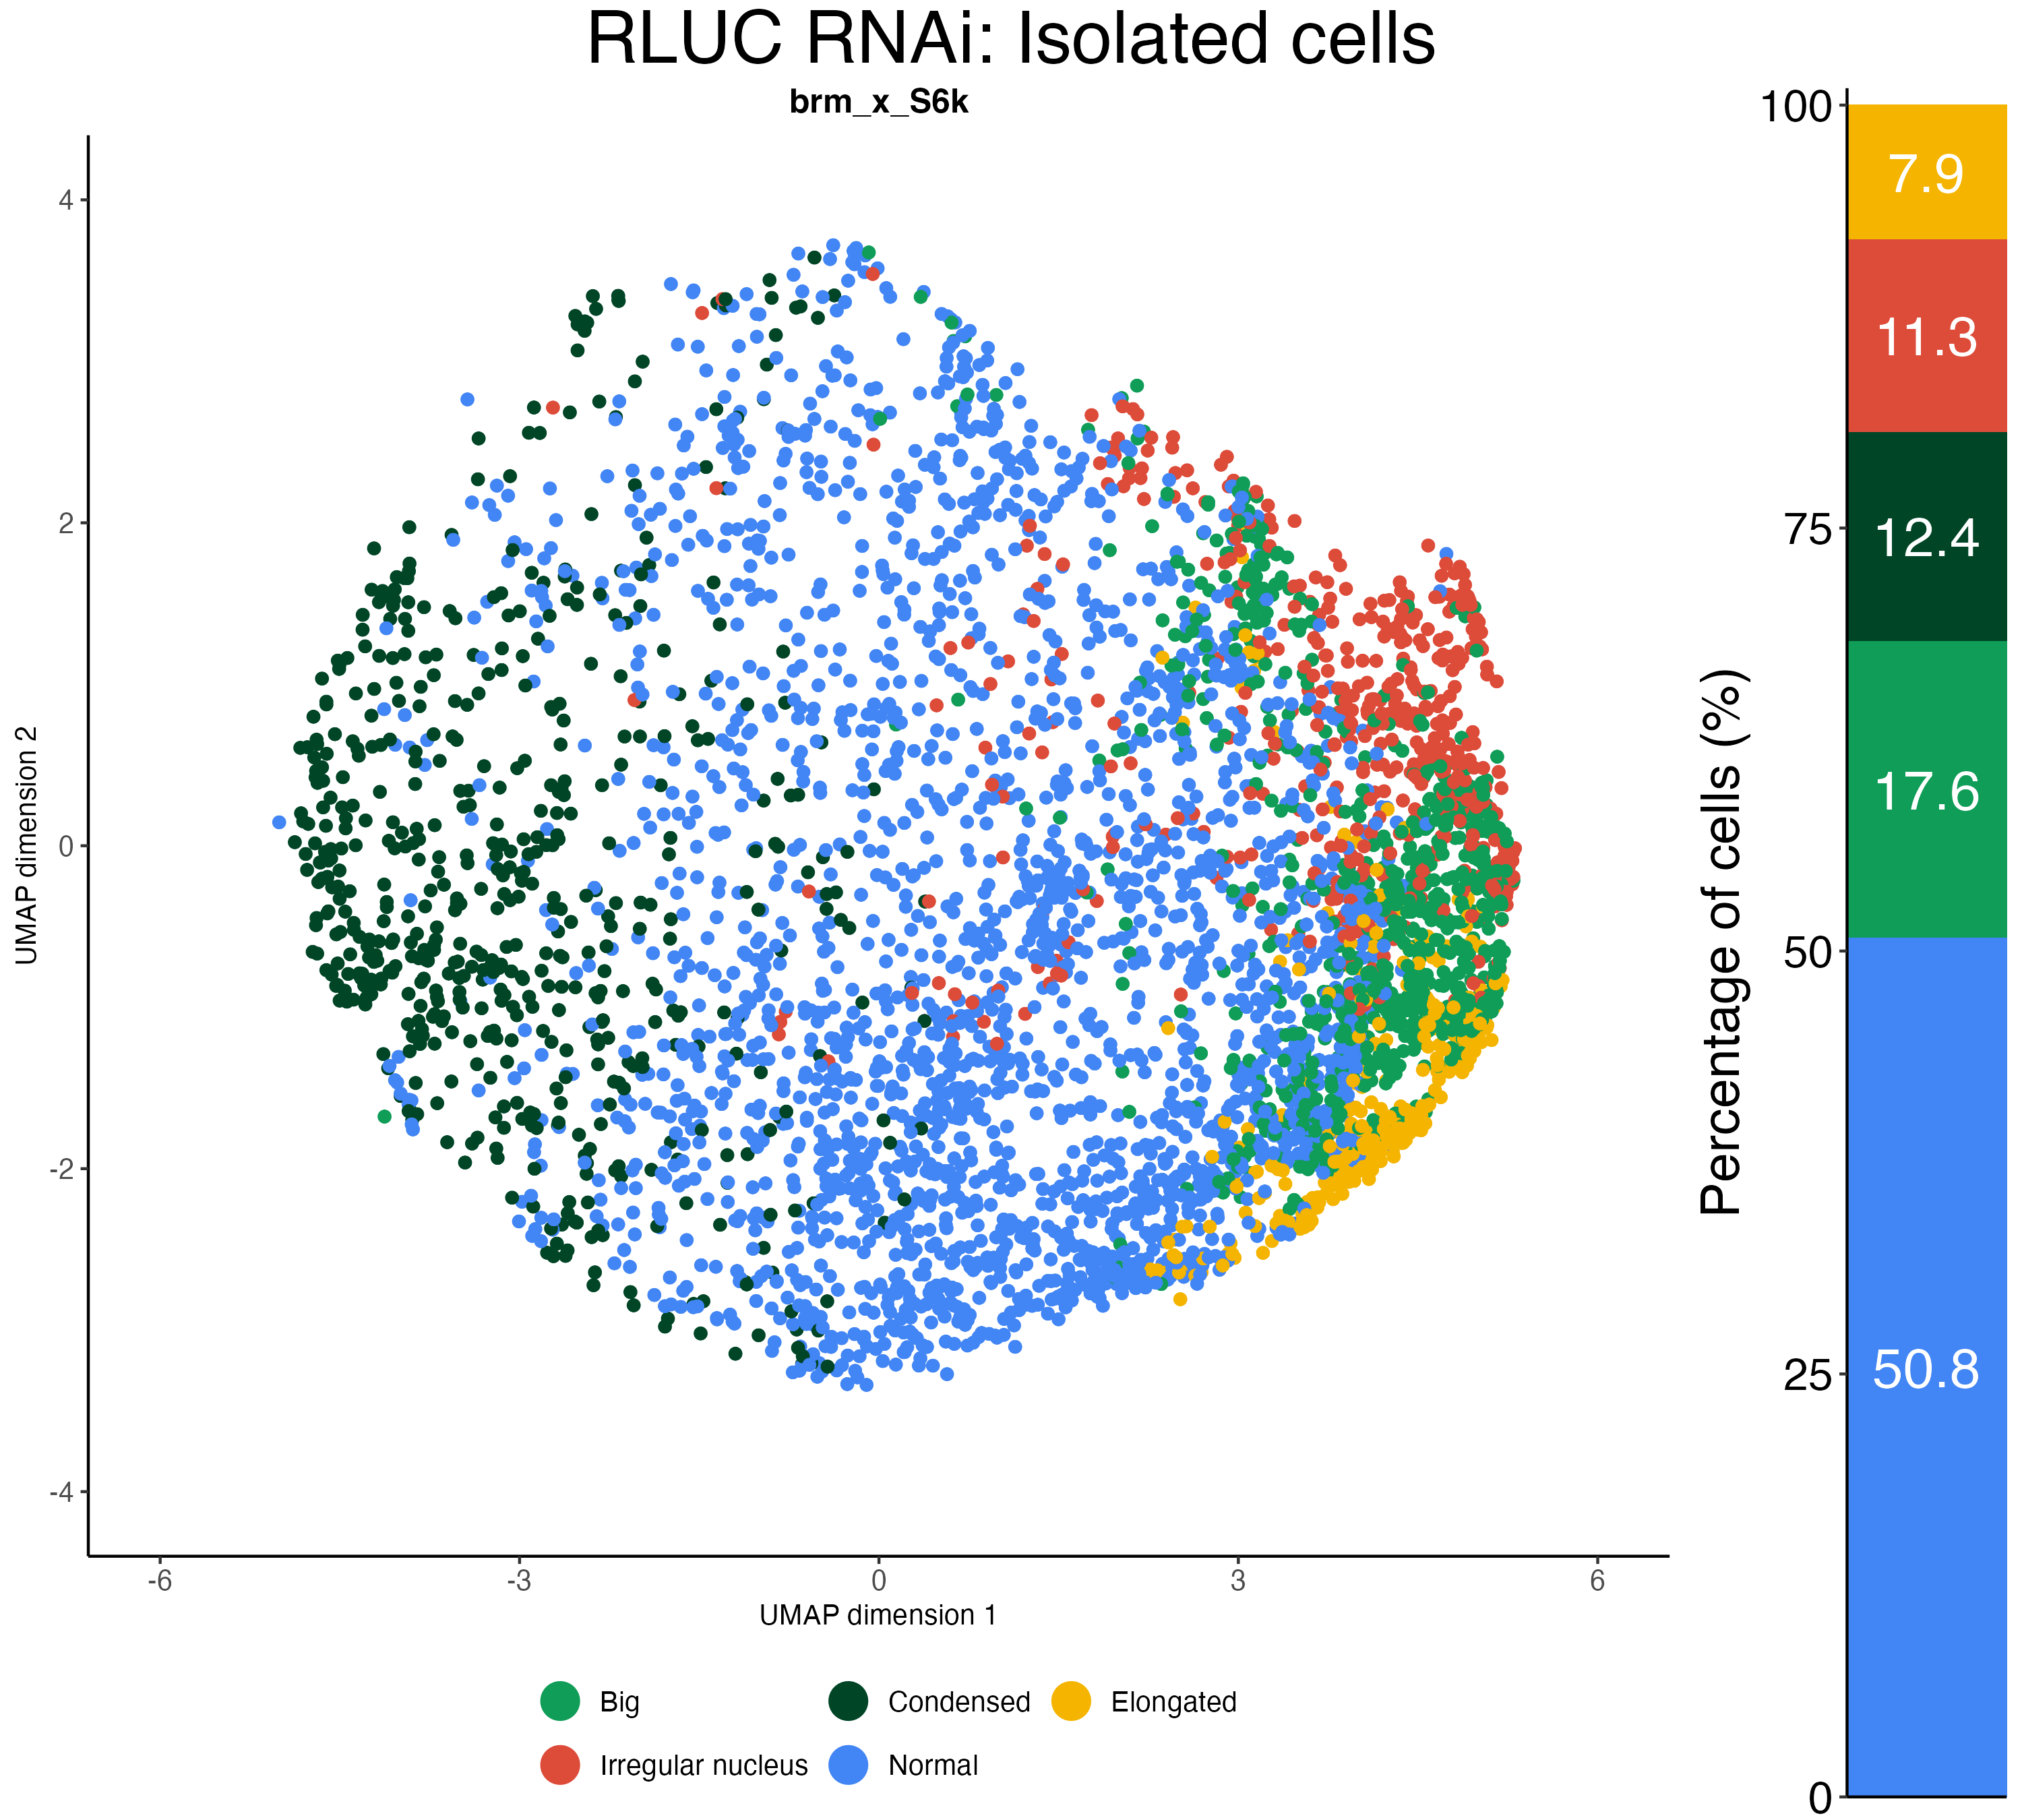 RLUC RNAi: Isolated cells
brm_x_S6k
UMAP dimension 2
4
2
0
-2
-4
-6
-3
0
3
6
UMAP dimension 1
Big
Condensed
Elongated
Irregular nucleus
Normal
Percentage of cells (%)
100
75
50
25
0
7.9
11.3
12.4
17.6
50.8